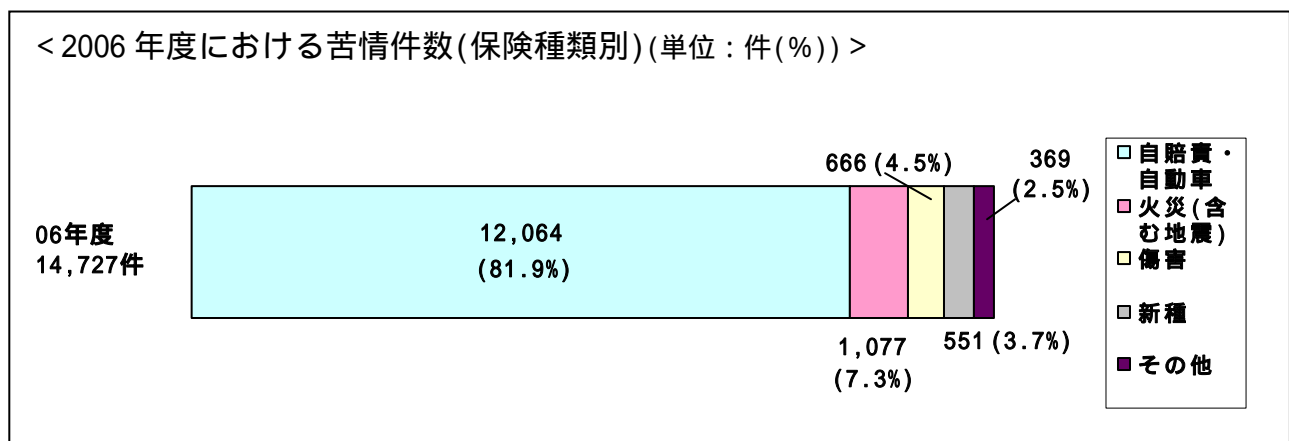 ＜2006 年度における苦情件数(保険種類別)(単位：件(％))＞
666(4.5%)
369
(2.5%)
06年度
14,727件
12,064
(81.9%)
1,077
(7.3%)
551(3.7%)
自賠責・
自動車
火災(含
む地震)
傷害
新種
その他